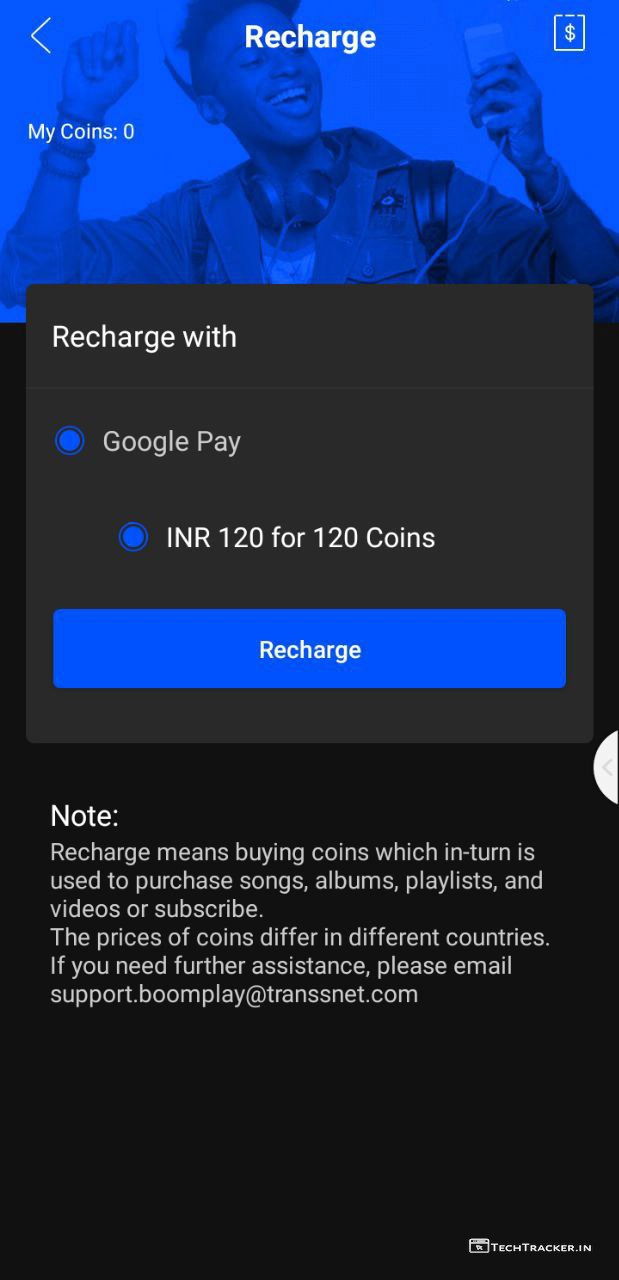 Recharge
$
My Coins: 0
Recharge with
Google Pay
INR 120 for 120 Coins
Recharge
Note:
Recharge means buying coins which in-turn is
used to purchase songs, albums, playlists, and
videos or subscribe.
The prices of coins differ in different countries.
If you need further assistance, please email
support.boomplay@transsnet.com
TECHTRACKER.IN